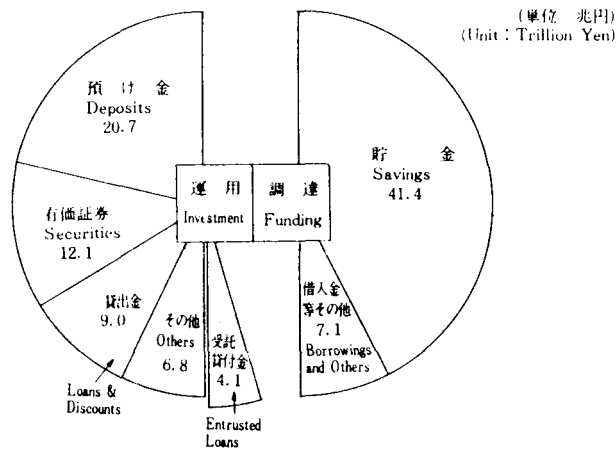 (単位 兆円)
(Unit : Trillion Yen)
預け金
Deposits
20.7
有価証券
Securities
12.1
貸出金
9.0
Loans &
Discounts
その他
Others
6.8
受託
貸付金
4.1
Entrusted
Loans
運用
Investment
調達
Funding
貯金
Savings
41.4
借入金
等その他
7.1
Borrowings
and Others